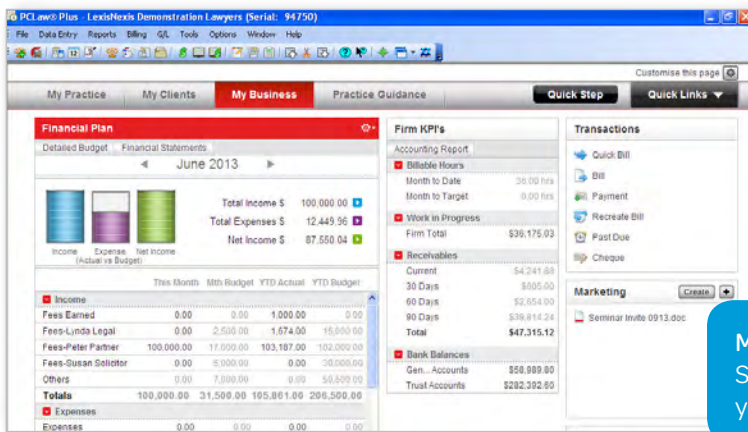 PCLaw® Plus - LexisNexis Demonstration Lawyers (Serial: 94750)
File Data Entry Reports Billing G/L Tools Options Window Help
Customise this page
My Practice My Clients My Business Practice Guidance Quick Step Quick Links
Financial Plan
Detailed Budget Financial Statements
June 2013
Total Income $ 100,000.00
Total Expenses $ 12,449.96
Net Income $ 87,550.04
Income Expense Net Income
(Actual vs Budget)
This Month Mth Budget YTD Actual YTD Budget
Income
Fees Earned 0.00 0.00 1,000.00 0.00
Fees-Lynda Legal 0.00 2,500.00 1,674.00 15,000.00
Fees-Peter Partner 100,000.00 17,000.00 103,187.00 102,000.00
Fees-Susan Solicitor 0.00 5,000.00 0.00 30,000.00
Others 0.00 7,000.00 0.00 59,500.00
Totals 100,000.00 31,500.00 105,861.00 206,500.00
Expenses
Expenses 0.00 0.00 0.00 0.00
Firm KPI's
Accounting Report
Billable Hours
Month to Date 36.00 hrs
Month to Target 0.00 hrs
Work in Progress
Firm Total $36,175.03
Receivables
Current $4,241.88
30 Days $605.00
60 Days $2,654.00
90 Days $39,814.24
Total $47,315.12
Bank Balances
Gen... Accounts
Trust Accounts $282,392.60
Transactions
Quick Bill
Bill
Payment
Recreate Bill
Past Due
Cheque
Marketing Create
Seminar Invite 0913.doc
M
S
y